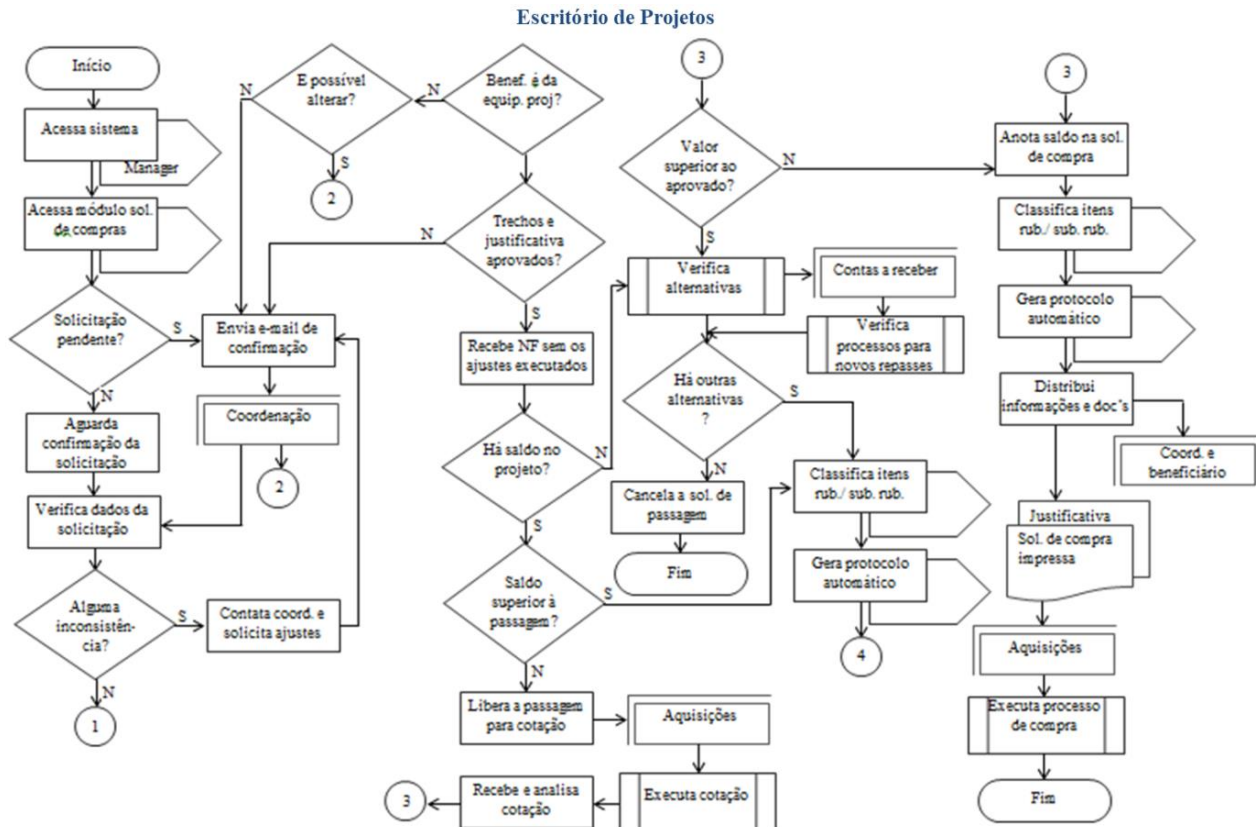 Escritório de Projetos
Início
Acessa sistema
Manager
Acessa módulo sol.
de compras
Solicitação
pendente?
S
N
Aguarda
confirmação da
solicitação
Verifica dados da
solicitação
Alguma
inconsistên-
cia?
S
N
1
Contata coord. e
solicita ajustes
E possível
alterar?
N
S
2
Envia e-mail de
confirmação
Coordenação
2
Benef. é da
equip. proj?
N
Trechos e
justificativa
aprovados?
N
S
Recebe NF sem os
ajustes executados
Há saldo no
projeto?
N
S
Saldo
superior à
passagem?
S
N
Libera a passagem
para cotação
Aquisições
Executa cotação
Recebe e analisa
cotação
3
3
Valor
superior ao
aprovado?
N
S
Verifica
alternativas
Contas a receber
Verifica
processos para
novos repasses
Há outras
alternativas
?
S
N
Cancela a sol. de
passagem
Fim
Classifica itens
rub./ sub. rub.
Gera protocolo
automático
4
3
Anota saldo na sol.
de compra
Classifica itens
rub./ sub. rub.
Gera protocolo
automático
Distribui
informações e doc's
Coord. e
beneficiário
Justificativa
Sol. de compra
impressa
Aquisições
Executa processo
de compra
Fim